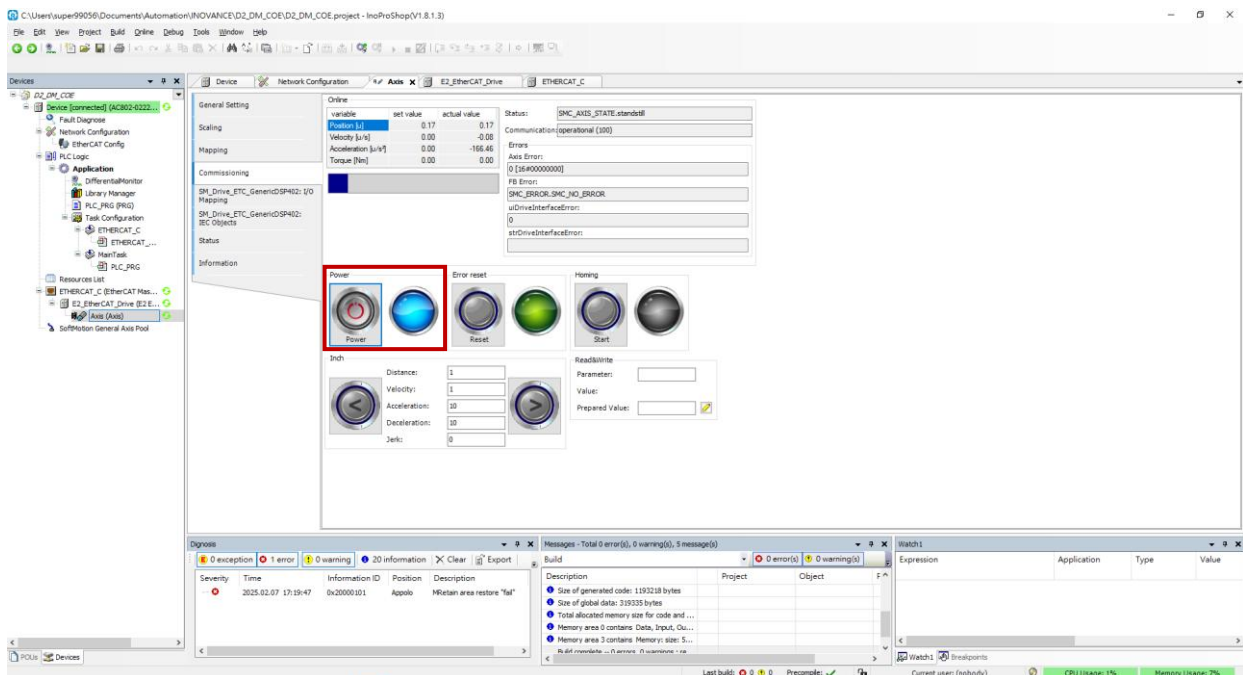 C:\Users\super99056\Documents\Automation\INOVANCE\D2_DM_COE\D2_DM_COE.project - InoProShop(V1.8.1.3)
File Edit View Project Build Online Debug Tools Window Help
Devices
D2_DM_COE
Device [connected] (AC802-0222...
Fault Diagnose
Network Configuration
EtherCAT Config
PLC Logic
Application
DifferentialMonitor
Library Manager
PLC_PRG (PRG)
Task Configuration
ETHERCAT_C
ETHERCAT_...
MainTask
PLC_PRG
Resources List
ETHERCAT_C (EtherCAT Mas...
E2_EtherCAT_Drive (E2 E...
Axis (Axis)
SoftMotion General Axis Pool
POUs Devices
Device Network Configuration Axis X E2_EtherCAT_Drive ETHERCAT_C
General Setting
Scaling
Mapping
Commissioning
SM_Drive_ETC_GenericDSP402: I/O
Mapping
SM_Drive_ETC_GenericDSP402:
IEC Objects
Status
Information
Online
variable set value actual value
Position [u] 0.17 0.17
Velocity [u/s] 0.00 -0.08
Acceleration [u/s²] 0.00 -166.46
Torque [Nm] 0.00 0.00
Status: SMC_AXIS_STATE.standstill
Communication: operational (100)
Errors
Axis Error:
0 [16#00000000]
FB Error:
SMC_ERROR.SMC_NO_ERROR
uiDriveInterfaceError:
0
strDriveInterfaceError:
Power
Power
Error reset
Reset
Homing
Start
Inch
Distance: 1
Velocity: 1
Acceleration: 10
Deceleration: 10
Jerk: 0
< >
Read&Write
Parameter:
Value:
Prepared Value:
Dignosis
0 exception 1 error 0 warning 20 information Clear Export
Severity Time Information ID Position Description
2025.02.07 17:19:47 0x20000101 Appolo MRetain area restore "fail"
Messages - Total 0 error(s), 0 warning(s), 5 message(s)
Build 0 error(s) 0 warning(s)
Description Project Object
Size of generated code: 1193218 bytes
Size of global data: 319335 bytes
Total allocated memory size for code and ...
Memory area 0 contains Data, Input, Ou...
Memory area 3 contains Memory: size: 5...
Build complete -- 0 errors, 0 warnings : re
Watch1
Expression Application Type Value
Watch1 Breakpoints
Last build: 0 0 Precompile: Current user: (nobody) CPU Usage: 1% Memory Usage: 7%